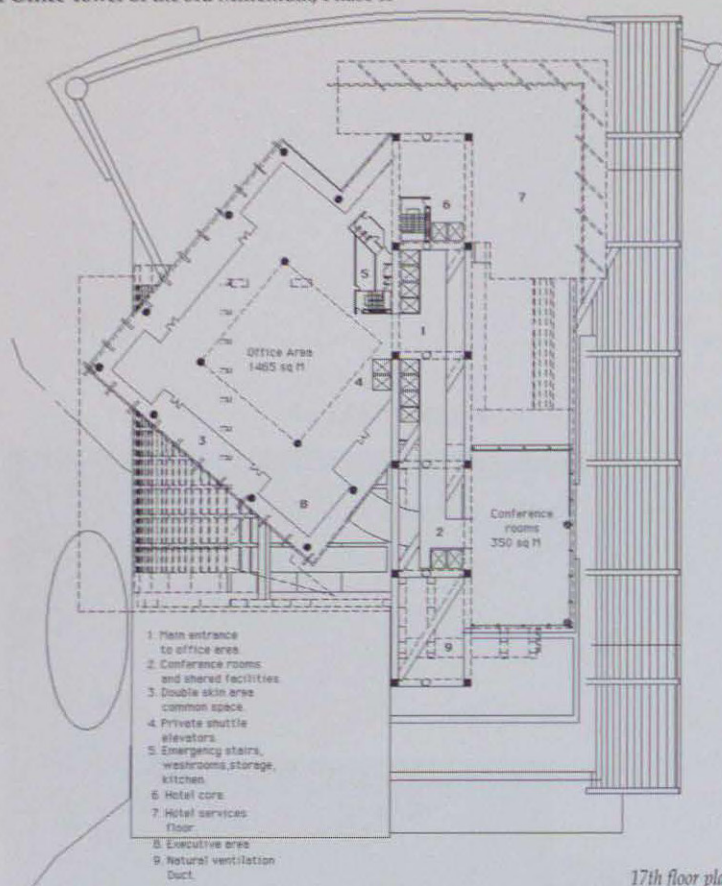 Office Tower of the 3rd Millennium, Phase II
6
7
5
1
Office Area
1465 sq M
4
3
8
Conference
rooms
350 sq M
2
9
1. Main entrance
to office area.
2. Conference rooms
and shared facilities
3. Double skin area
common space.
4. Private shuttle
elevators.
5. Emergency stairs,
washrooms,storage,
kitchen.
6. Hotel core.
7. Hotel services
floor.
8. Executive area
9. Natural ventilation
Duct.
17th floor pla